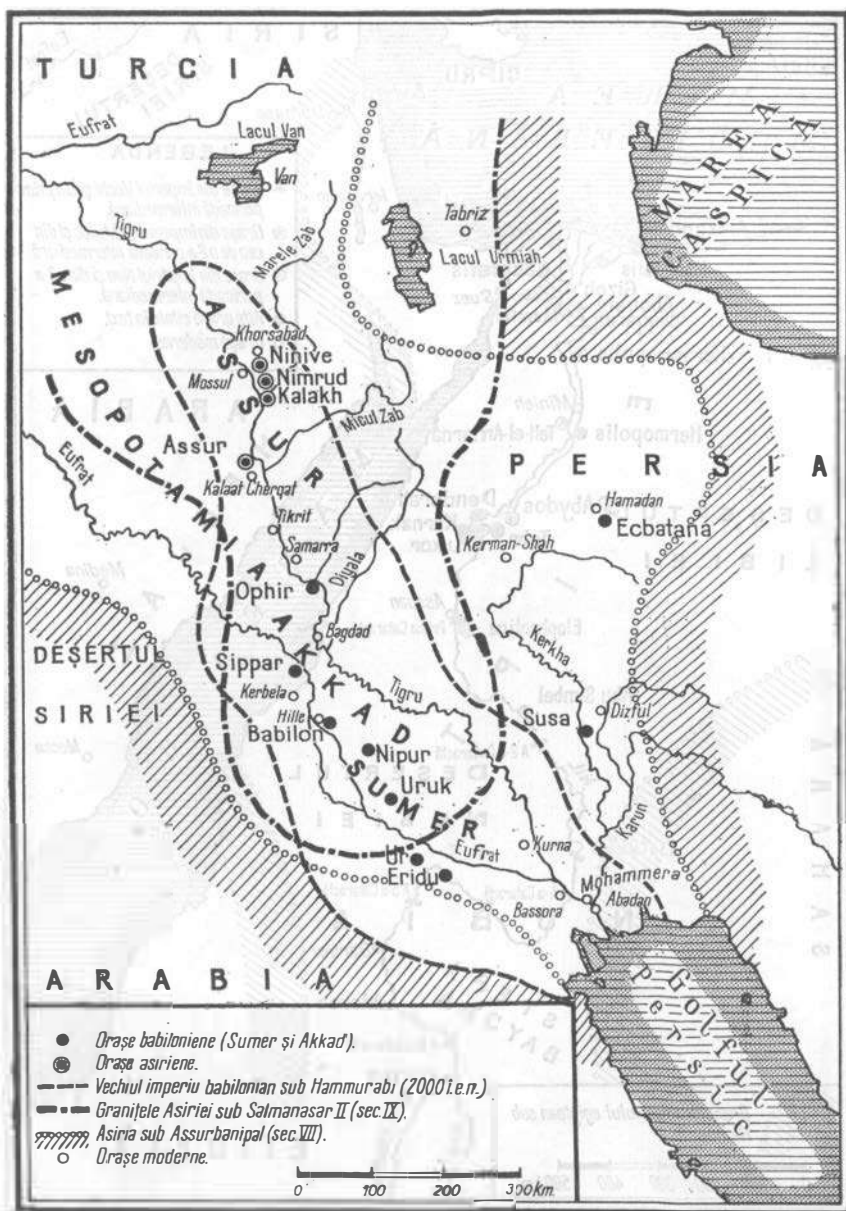 TURCIA
Eufrat
Lacul Van
Van
MAREA
CASPICĂ
Tabriz
Lacul Urmiah
Tigru
Marele Zab
MESOPOTAMIA
ASSUR
Khorsabad
Ninive
Mossul
Nimrud
Kalakh
Micul Zab
Eufrat
Assur
Kalaat Cherqat
PERSIA
Hamadan
Ecbatana
Tikrit
Samarra
Kerman-Shah
Diyala
Ophir
Bagdad
AKKAD
Kerkha
DEȘERTUL
SIRIEI
Sippar
Kerbela
Tigru
Hille
Babilon
Susa
Dizful
Nipur
Uruk
SUMER
Karun
Eufrat
Kurna
Ur
Eridu
Mohammera
Abadan
Bassora
ARABIA
Golful
Persic
Orașe babiloniene (Sumer și Akkad).
Orașe asiriene.
Vechiul imperiu babilonian sub Hammurabi (2000 î.e.n.)
Granițele Asiriei sub Salmanasar II (sec. IX).
Asiria sub Assurbanipal (sec. VIII).
Orașe moderne.
0 100 200 300 Km.